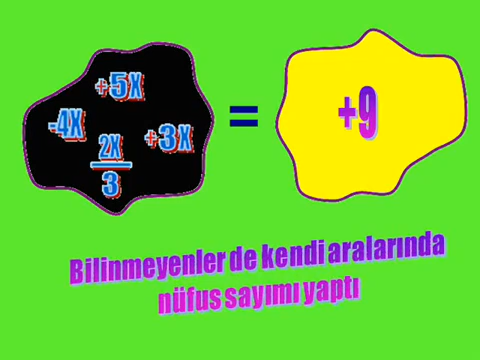 +5X
-4X
+3X
2X
3
=
+9
Bilinmeyenler de kendi aralarında
nüfus sayımı yaptı